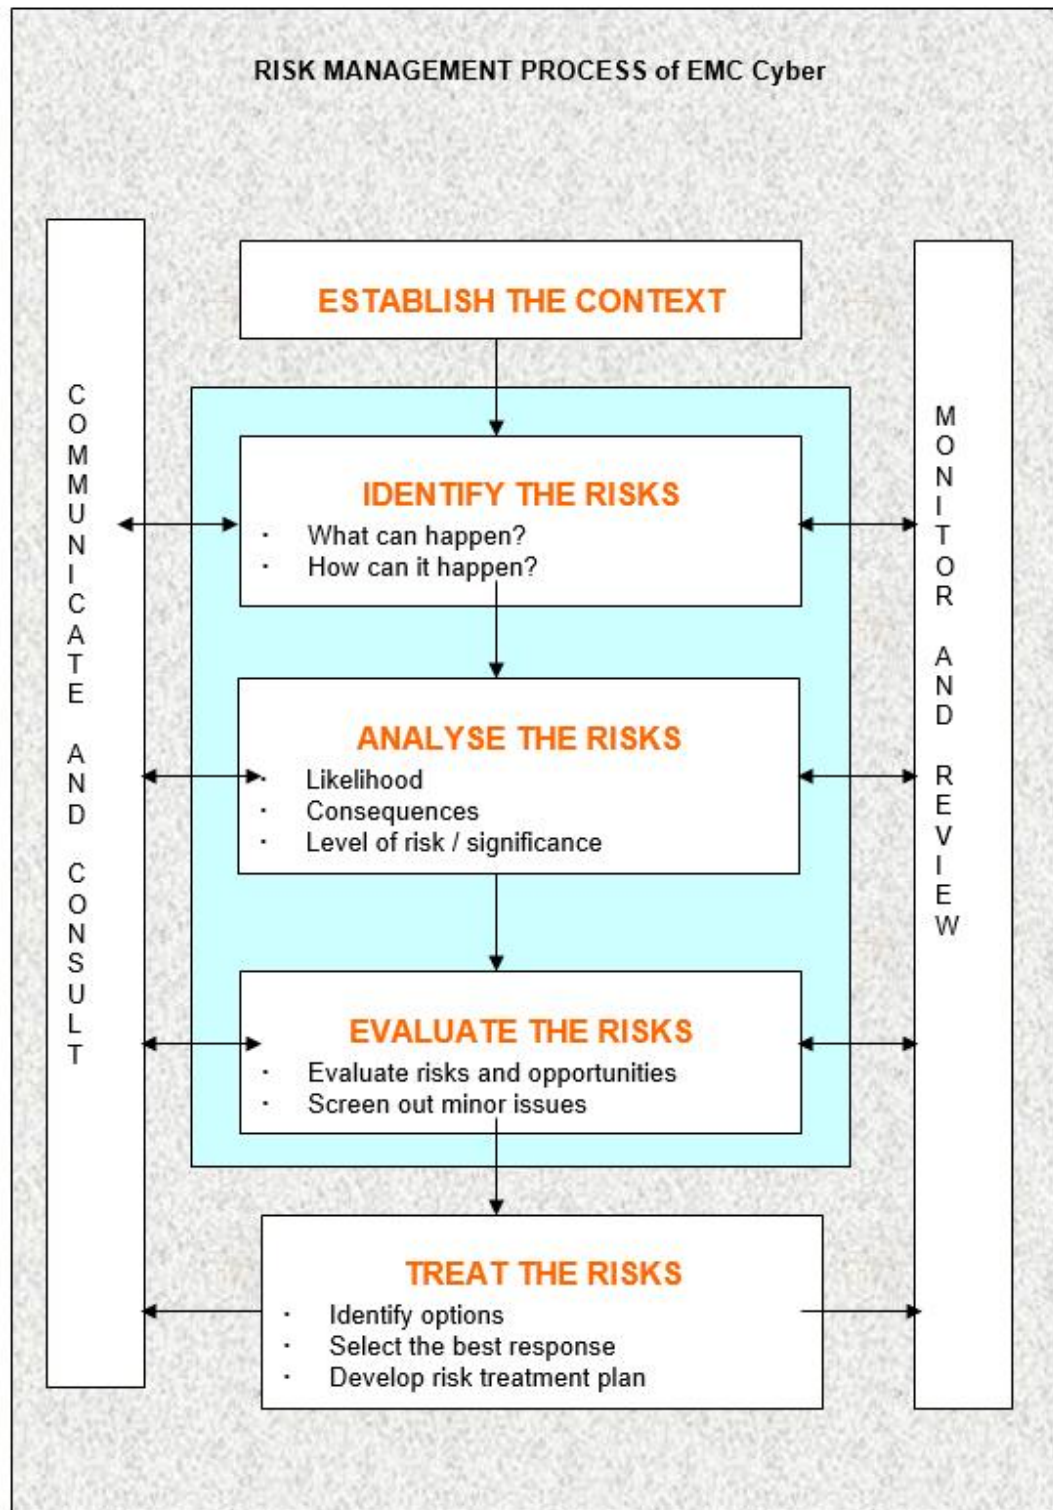 RISK MANAGEMENT PROCESS of EMC Cyber
COMMUNICATE AND CONSULT
ESTABLISH THE CONTEXT
IDENTIFY THE RISKS
· What can happen?
· How can it happen?
ANALYSE THE RISKS
· Likelihood
· Consequences
· Level of risk / significance
EVALUATE THE RISKS
· Evaluate risks and opportunities
· Screen out minor issues
TREAT THE RISKS
· Identify options
· Select the best response
· Develop risk treatment plan
MONITOR AND REVIEW